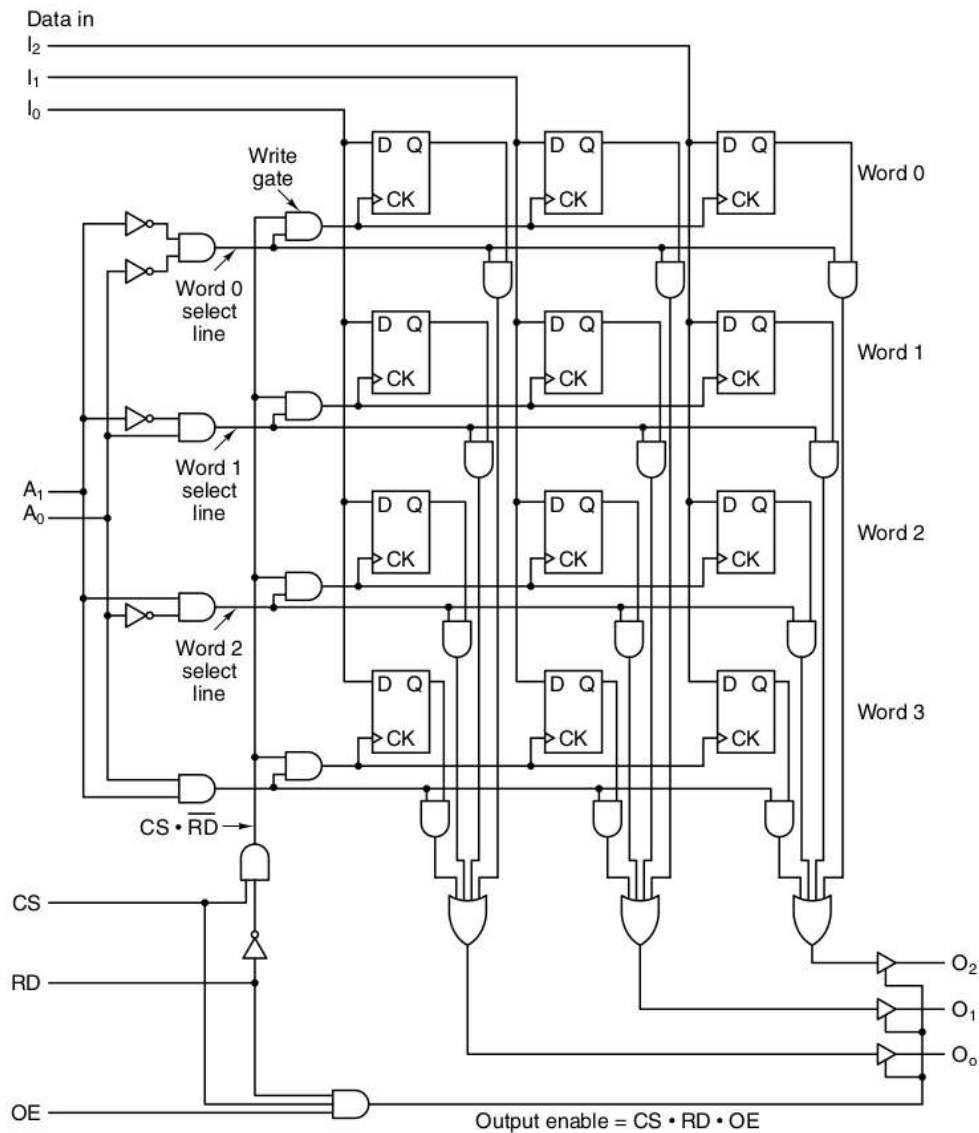 Data in
I₂
I₁
I₀
Write
gate
D Q
CK
D Q
CK
D Q
CK
Word 0
Word 0
select
line
D Q
CK
D Q
CK
D Q
CK
Word 1
Word 1
select
line
A₁
A₀
D Q
CK
D Q
CK
D Q
CK
Word 2
Word 2
select
line
D Q
CK
D Q
CK
D Q
CK
Word 3
CS • R̅D̅
CS
RD
OE
O₂
O₁
Oₒ
Output enable = CS • RD • OE